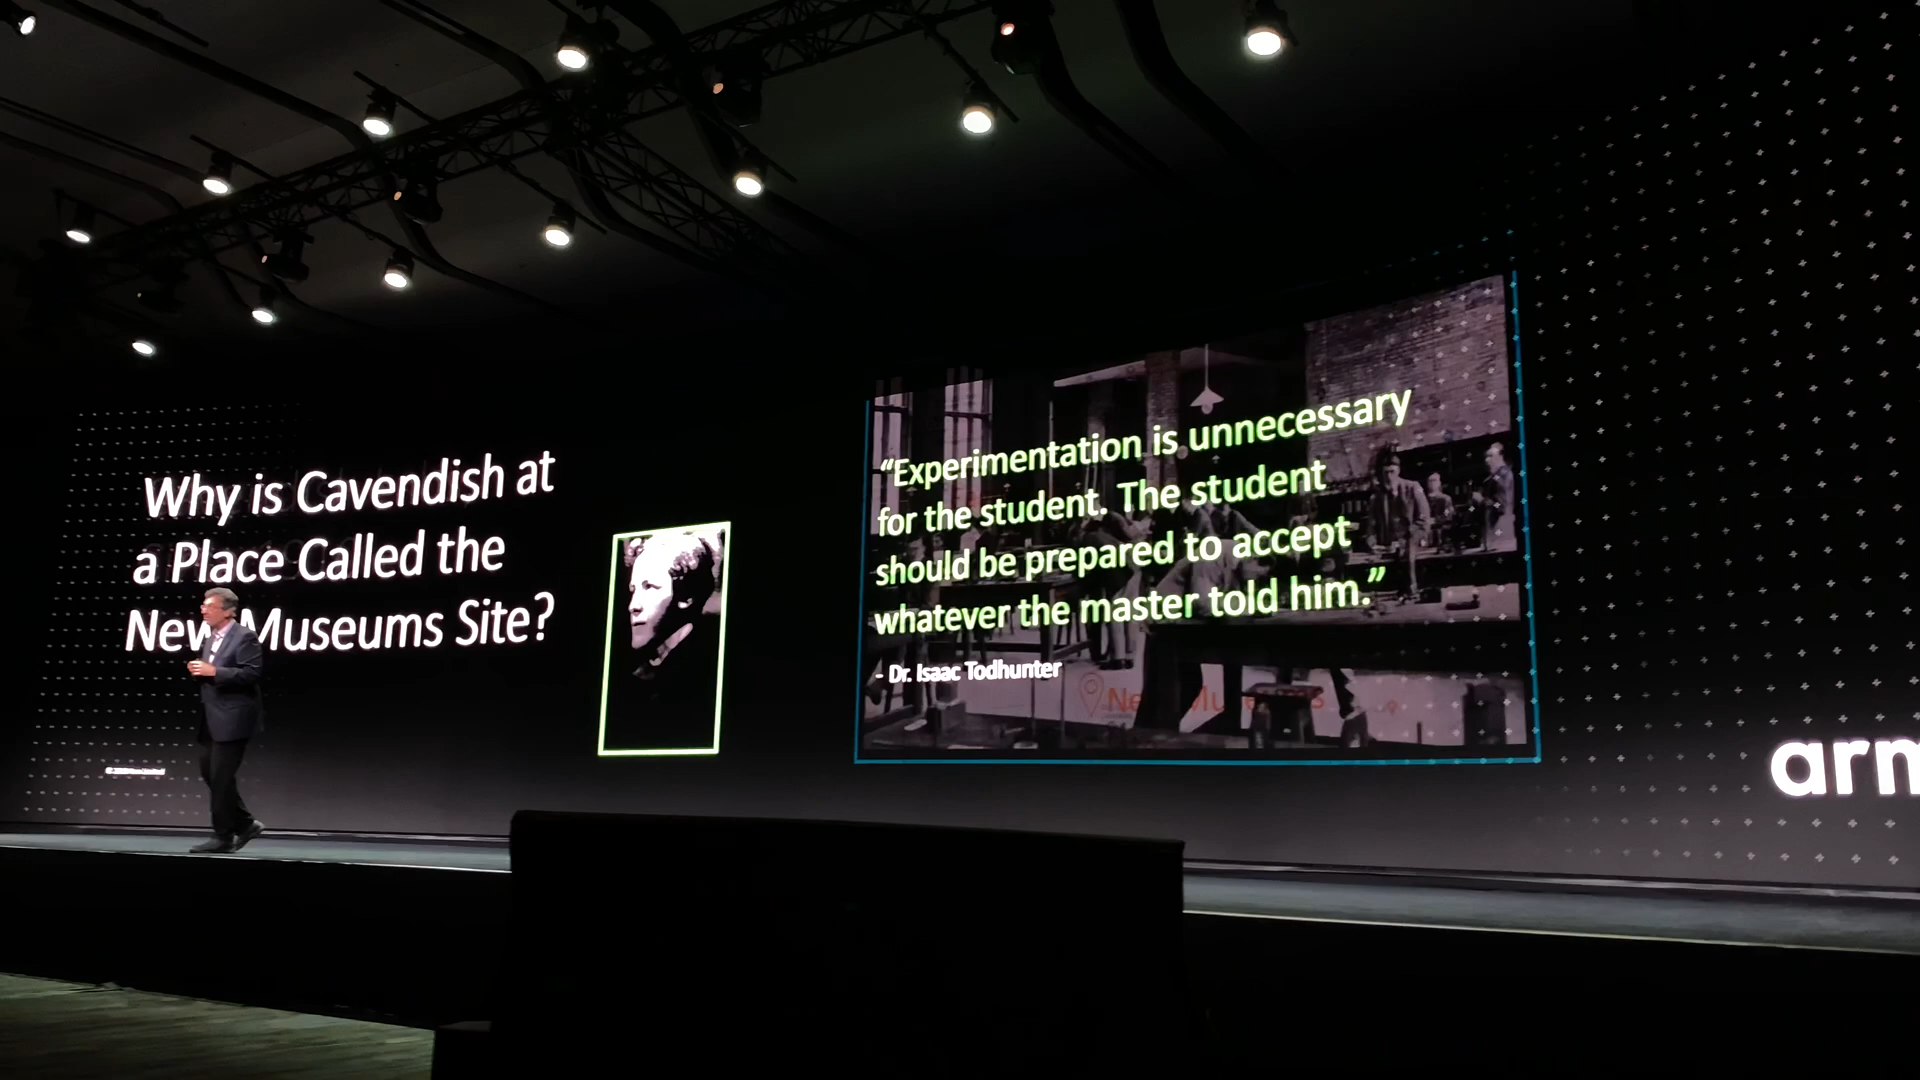 Why is Cavendish at
a Place Called the
New Museums Site?
“Experimentation is unnecessary
for the student. The student
should be prepared to accept
whatever the master told him.”
- Dr. Isaac Todhunter
arm